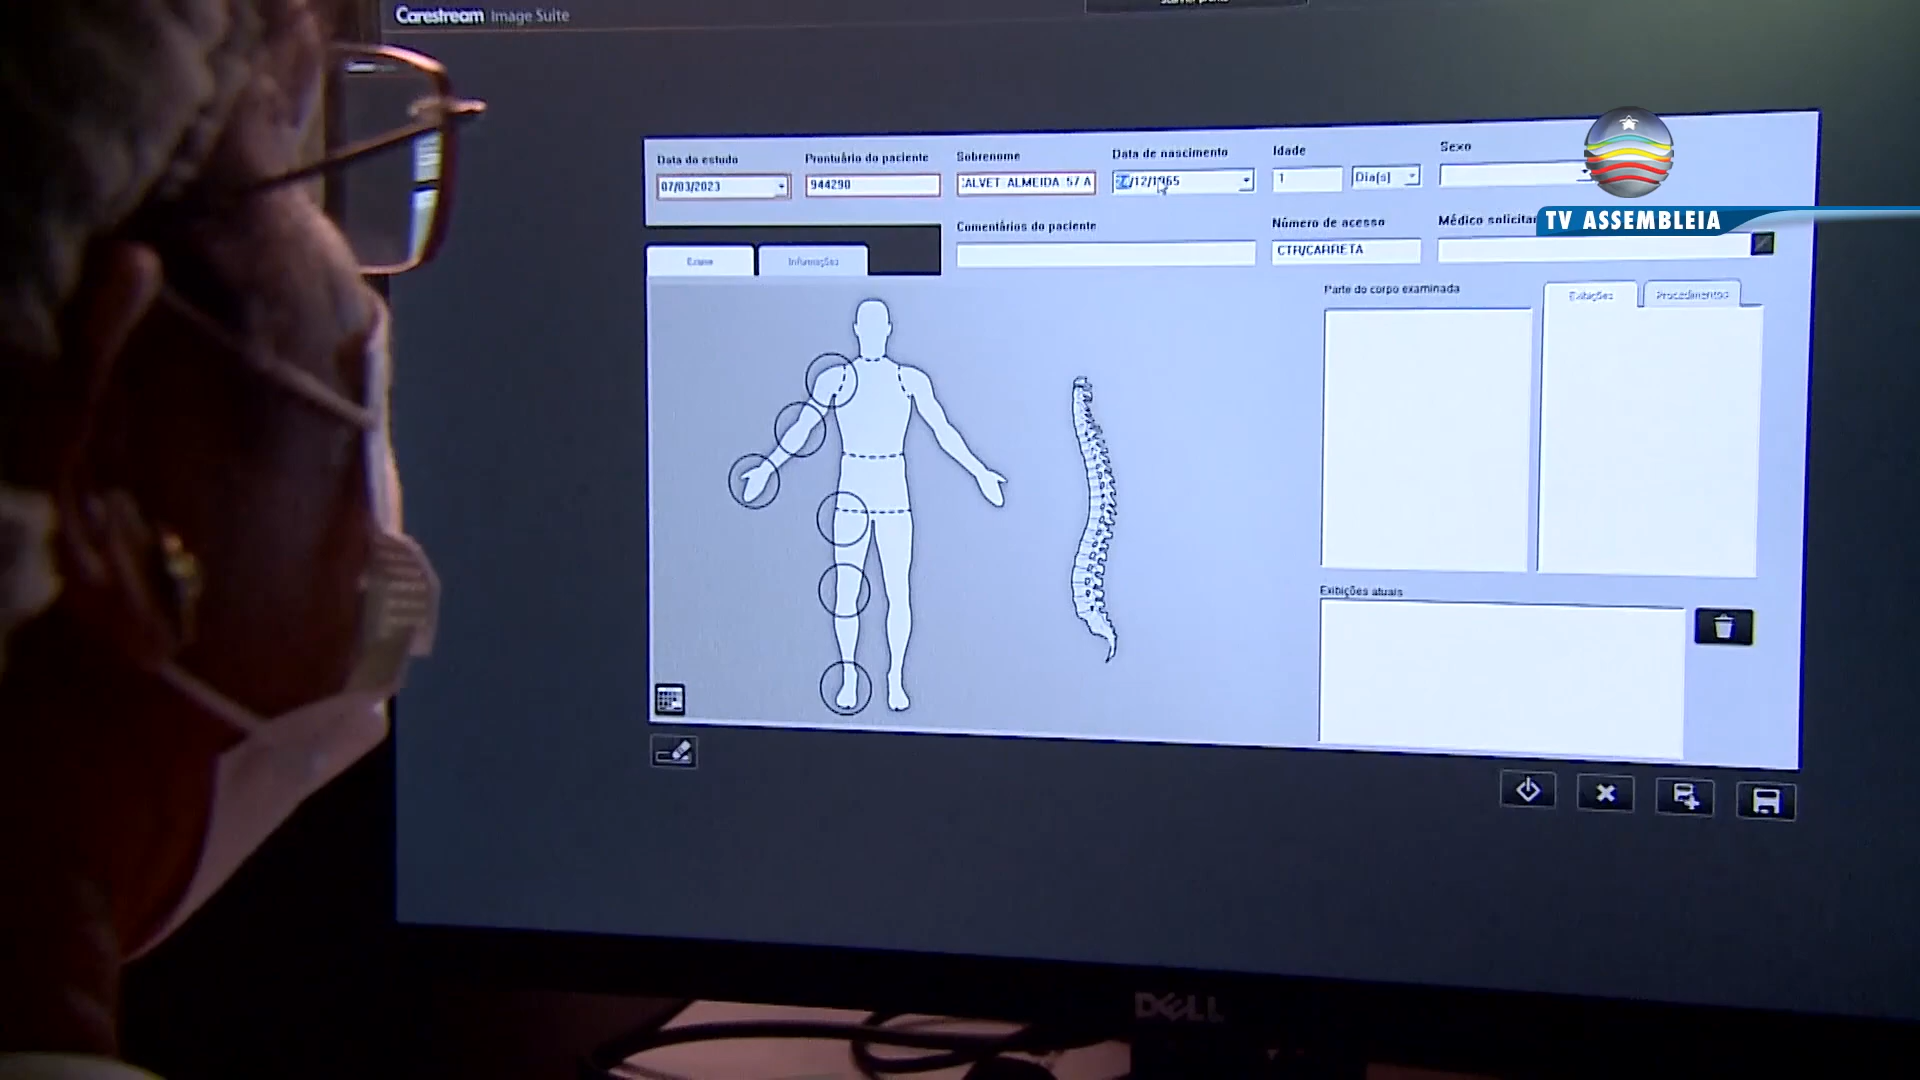 Carestream Image Suite
Data do estudo
Prontuário do paciente
Sobrenome
Data de nascimento
Idade
Sexo
07/03/2023
944290
ALVET ALMEIDA 57 A
/12/1965
1
Dia(s)
TV ASSEMBLEIA
Comentários do paciente
Número de acesso
Médico
CTR/CARRETA
Exame
Informações
Parte do corpo examinada
Exibições
Procedimentos
Exibições atuais
DELL